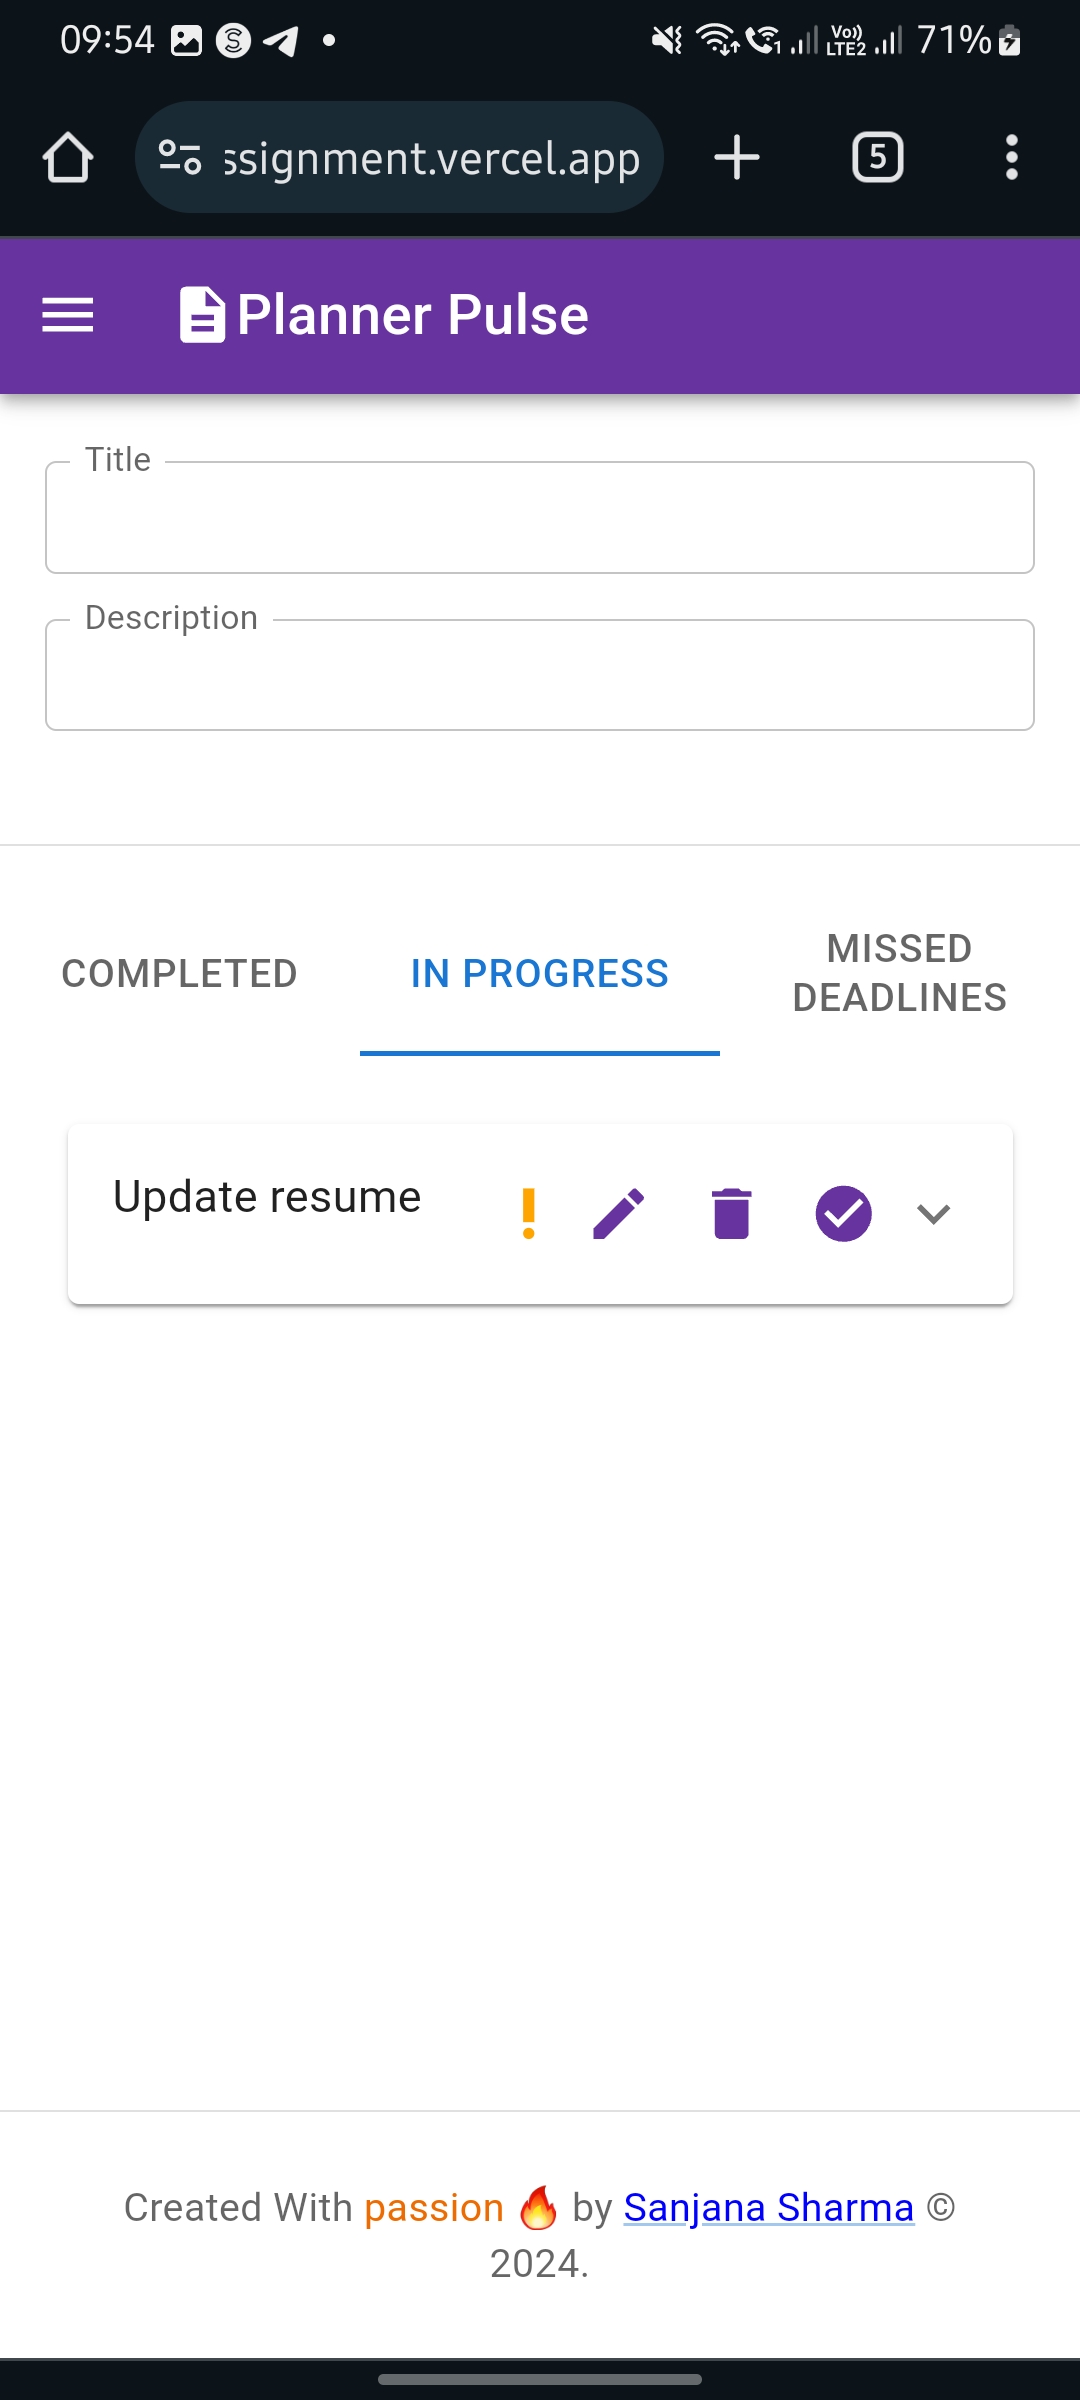 09:54
Vo)) LTE2
71%
ssignment.vercel.app
5
Planner Pulse
Title
Description
COMPLETED
IN PROGRESS
MISSED
DEADLINES
Update resume
Created With passion 🔥 by Sanjana Sharma ©
2024.